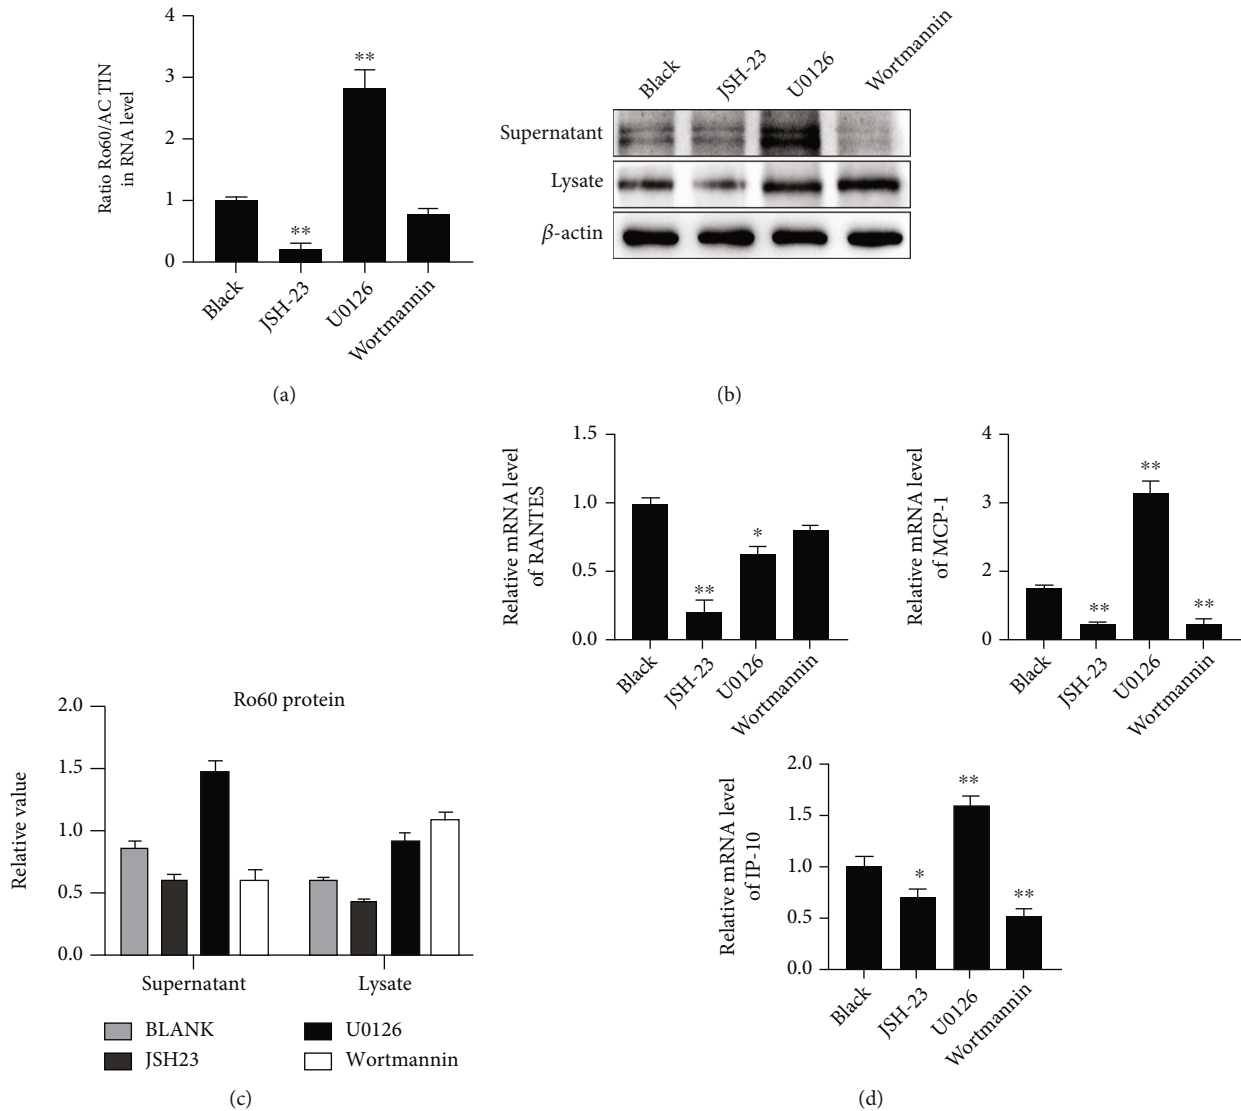 4
3
2
1
0
Ratio Ro60/AC TIN
in RNA level
**
**
Black
JSH-23
U0126
Wortmannin
(a)
Black
JSH-23
U0126
Wortmannin
Supernatant
Lysate
β-actin
(b)
Ro60 protein
2.0
1.5
1.0
0.5
0.0
Relative value
Supernatant
Lysate
BLANK
JSH23
U0126
Wortmannin
(c)
1.5
1.0
0.5
0.0
Relative mRNA level
of RANTES
**
*
Black
JSH-23
U0126
Wortmannin
4
3
2
0
Relative mRNA level
of MCP-1
**
**
**
Black
JSH-23
U0126
Wortmannin
2.0
1.5
1.0
0.5
0.0
Relative mRNA level
of IP-10
*
**
**
Black
JSH-23
U0126
Wortmannin
(d)